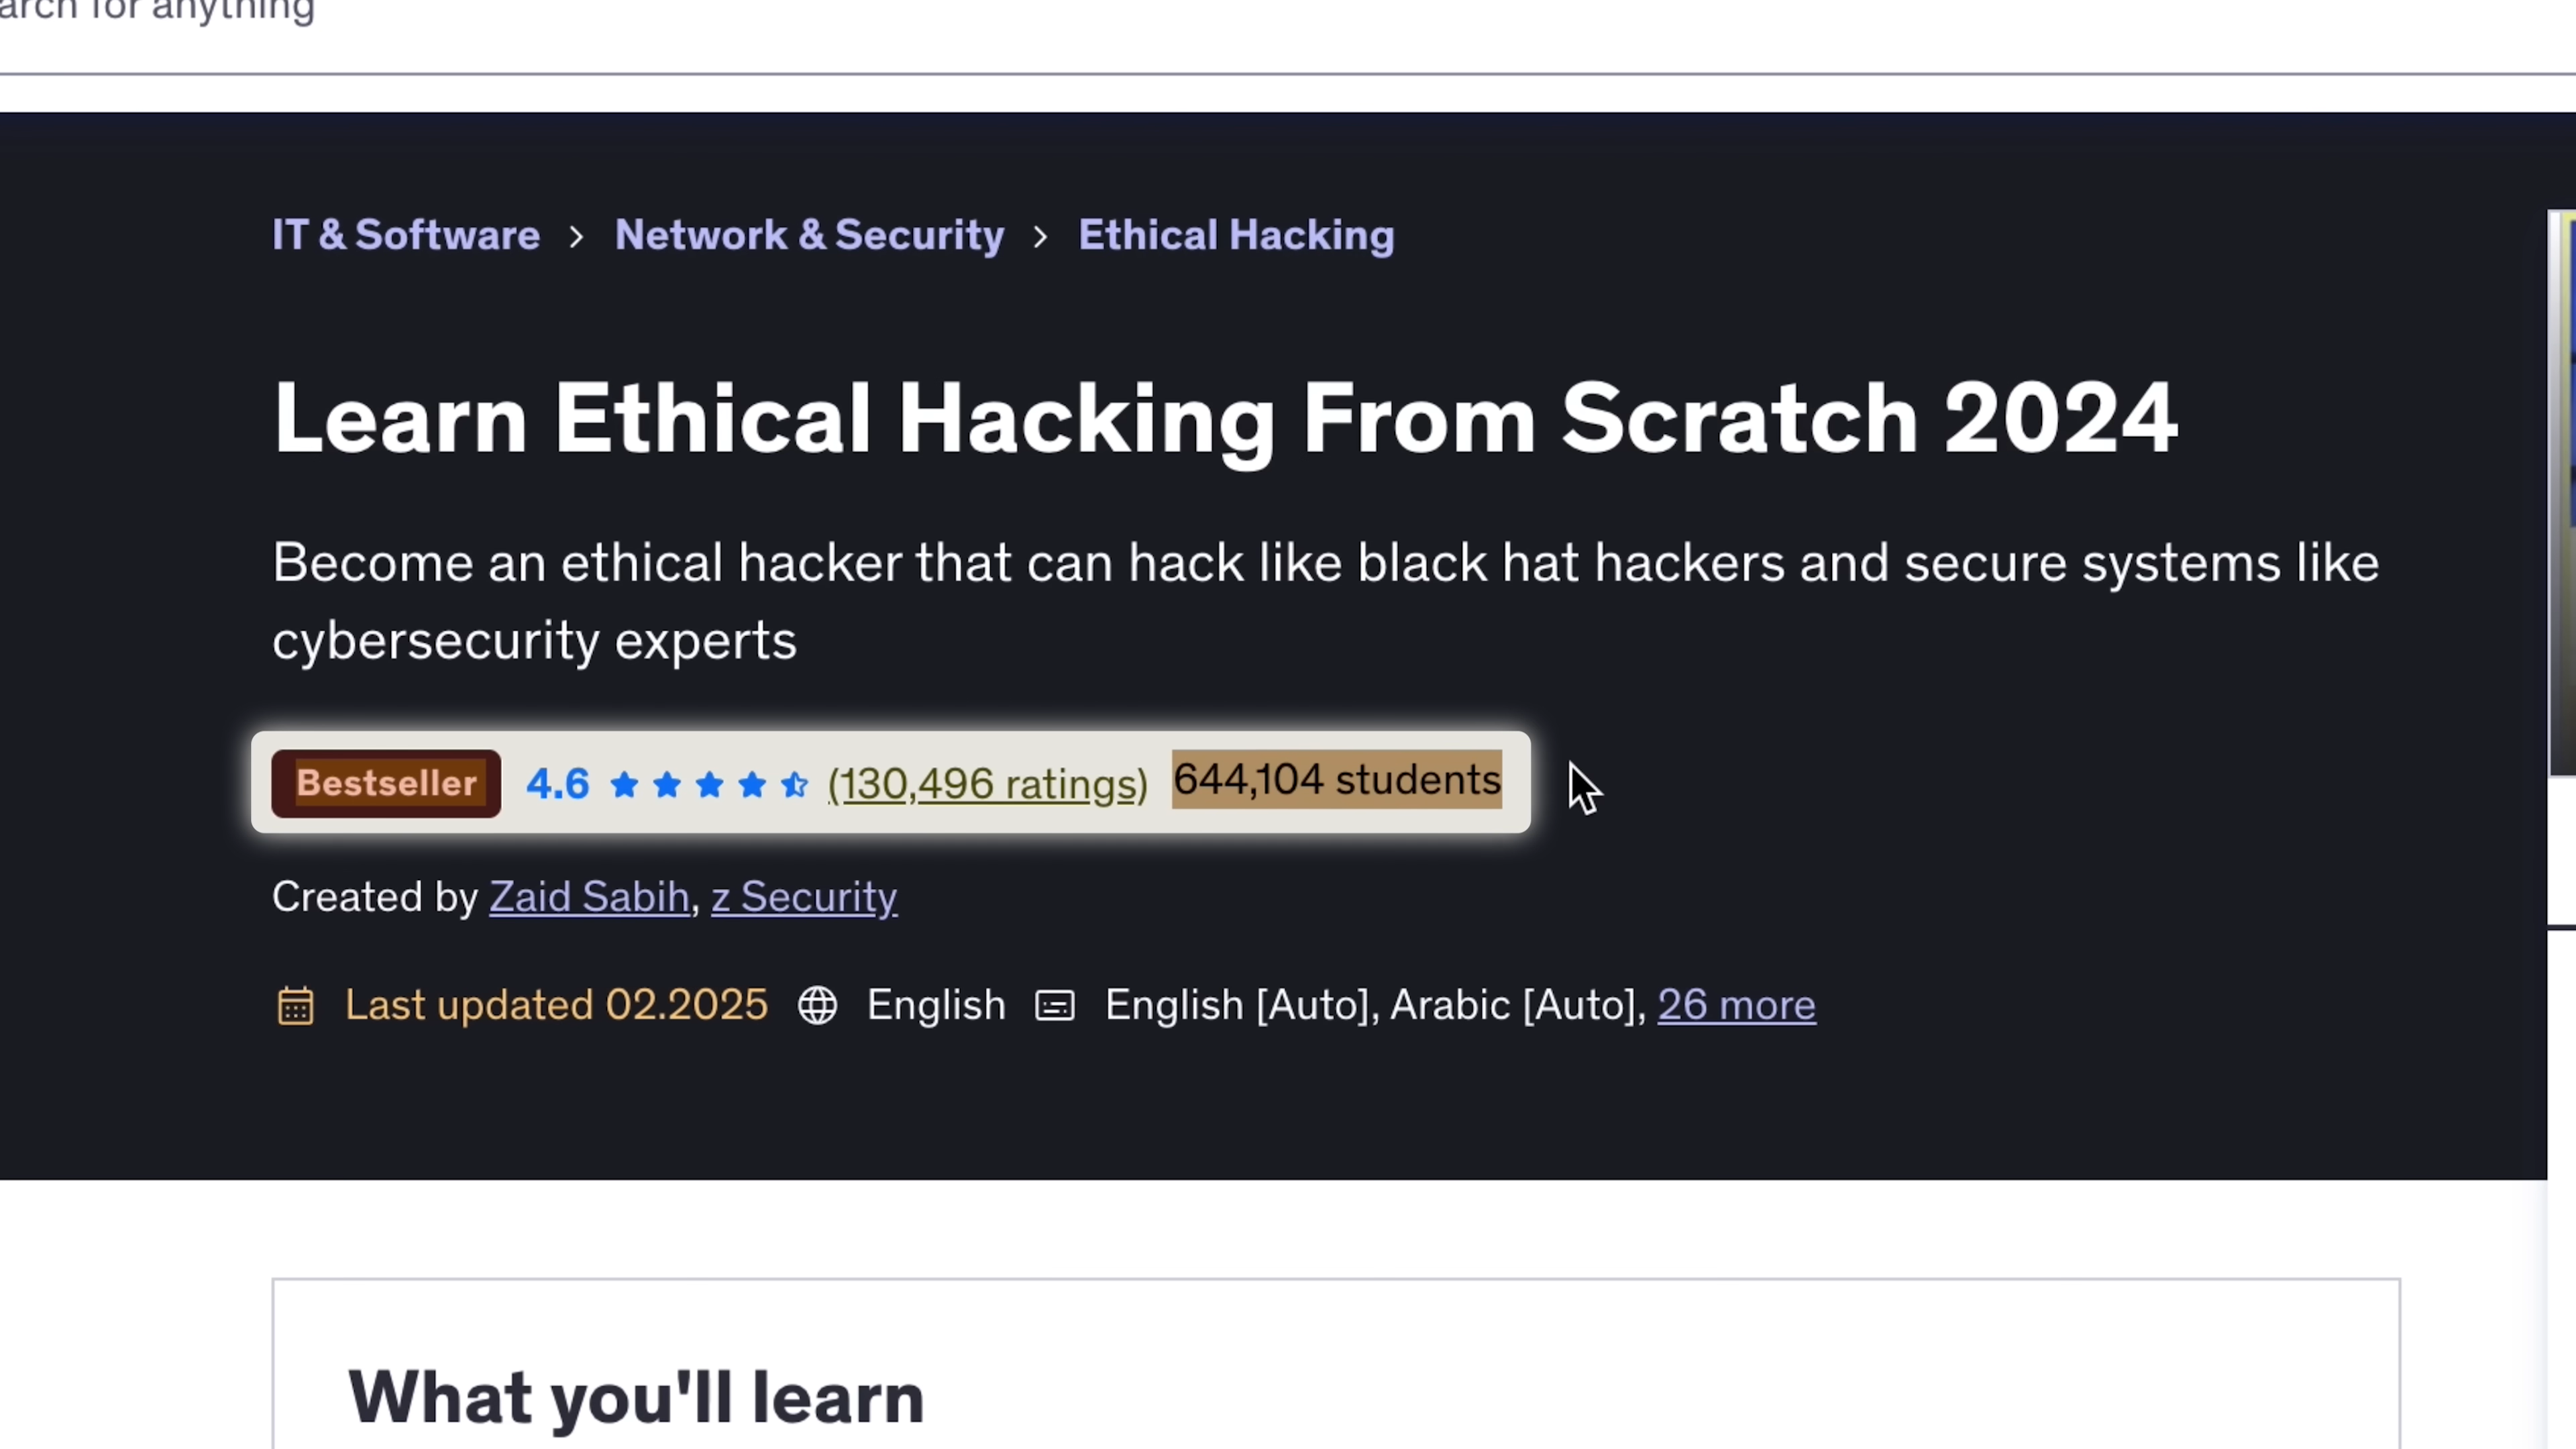 arch for anything
IT & Software > Network & Security > Ethical Hacking
Learn Ethical Hacking From Scratch 2024
Become an ethical hacker that can hack like black hat hackers and secure systems like
cybersecurity experts
Bestseller 4.6 (130,496 ratings) 644,104 students
Created by Zaid Sabih, z Security
Last updated 02.2025 English English [Auto], Arabic [Auto], 26 more
What you'll learn